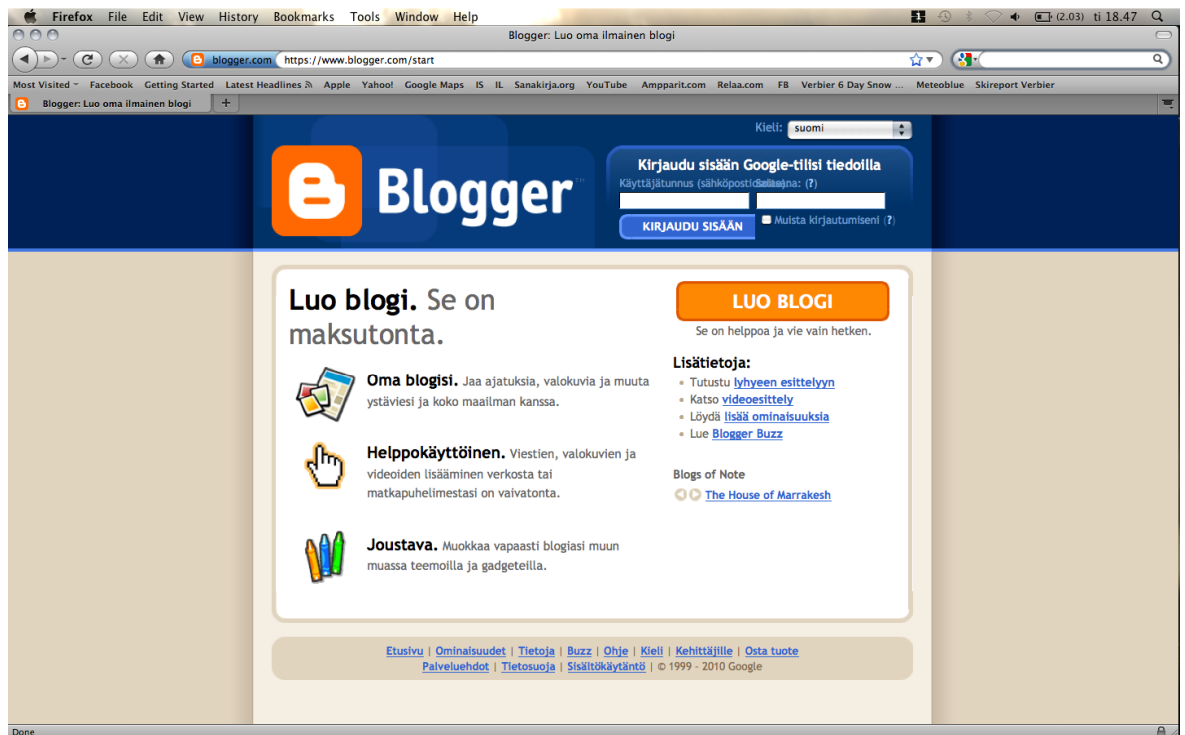 Firefox File Edit View History Bookmarks Tools Window Help 1 (2.03) ti 18.47
Blogger: Luo oma ilmainen blogi
blogger.com https://www.blogger.com/start
Most Visited Facebook Getting Started Latest Headlines Apple Yahoo! Google Maps IS IL Sanakirja.org YouTube Ampparit.com Relaa.com FB Verbier 6 Day Snow ... Meteoblue Skireport Verbier
Blogger: Luo oma ilmainen blogi +
Kieli: suomi
Blogger™
Kirjaudu sisään Google-tilisi tiedoilla
Käyttäjätunnus (sähköposti (?)
KIRJAUDU SISÄÄN Muista kirjautumiseni (?)
Luo blogi. Se on
maksutonta.
Oma blogisi. Jaa ajatuksia, valokuvia ja muuta
ystäviesi ja koko maailman kanssa.
Helppokäyttöinen. Viestien, valokuvien ja
videoiden lisääminen verkosta tai
matkapuhelimestasi on vaivatonta.
Joustava. Muokkaa vapaasti blogiasi muun
muassa teemoilla ja gadgeteilla.
LUO BLOGI
Se on helppoa ja vie vain hetken.
Lisätietoja:
Tutustu lyhyeen esittelyyn
Katso videoesittely
Löydä lisää ominaisuuksia
Lue Blogger Buzz
Blogs of Note
The House of Marrakesh
Etusivu | Ominaisuudet | Tietoja | Buzz | Ohje | Kieli | Kehittäjille | Osta tuote
Palveluehdot | Tietosuoja | Sisältökäytäntö | © 1999 - 2010 Google
Done